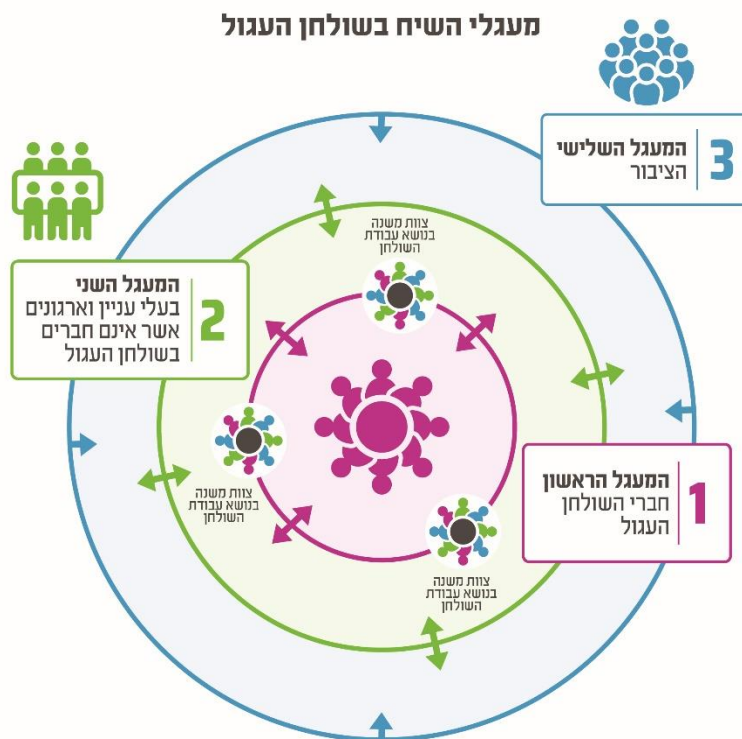 מעגלי השיח בשולחן העגול
3
המעגל השלישי
הציבור
צוות משנה
בנושא עבודת
השולחן
2
המעגל השני
בעלי עניין וארגונים
אשר אינם חברים
בשולחן העגול
צוות משנה
בנושא עבודת
השולחן
1
המעגל הראשון
חברי השולחן
העגול
צוות משנה
בנושא עבודת
השולחן